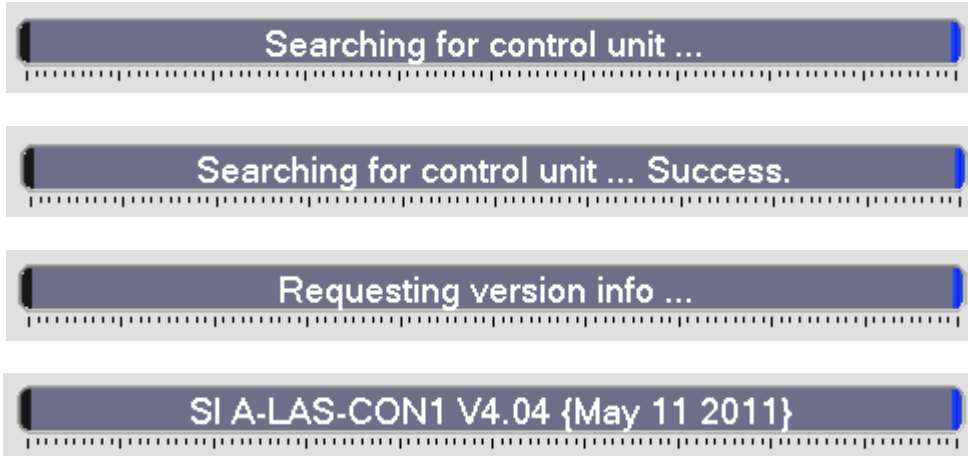 Searching for control unit ...
Searching for control unit ... Success.
Requesting version info ...
SI A-LAS-CON1 V4.04 {May 11 2011}